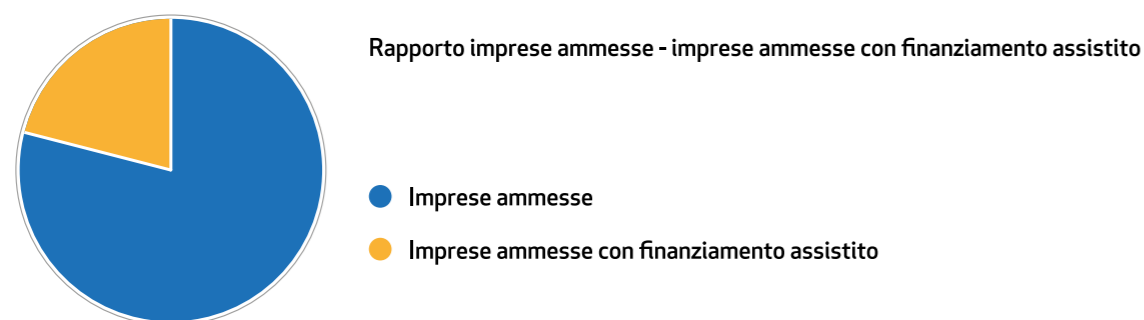 Rapporto imprese ammesse - imprese ammesse con finanziamento assistito
Imprese ammesse
Imprese ammesse con finanziamento assistito